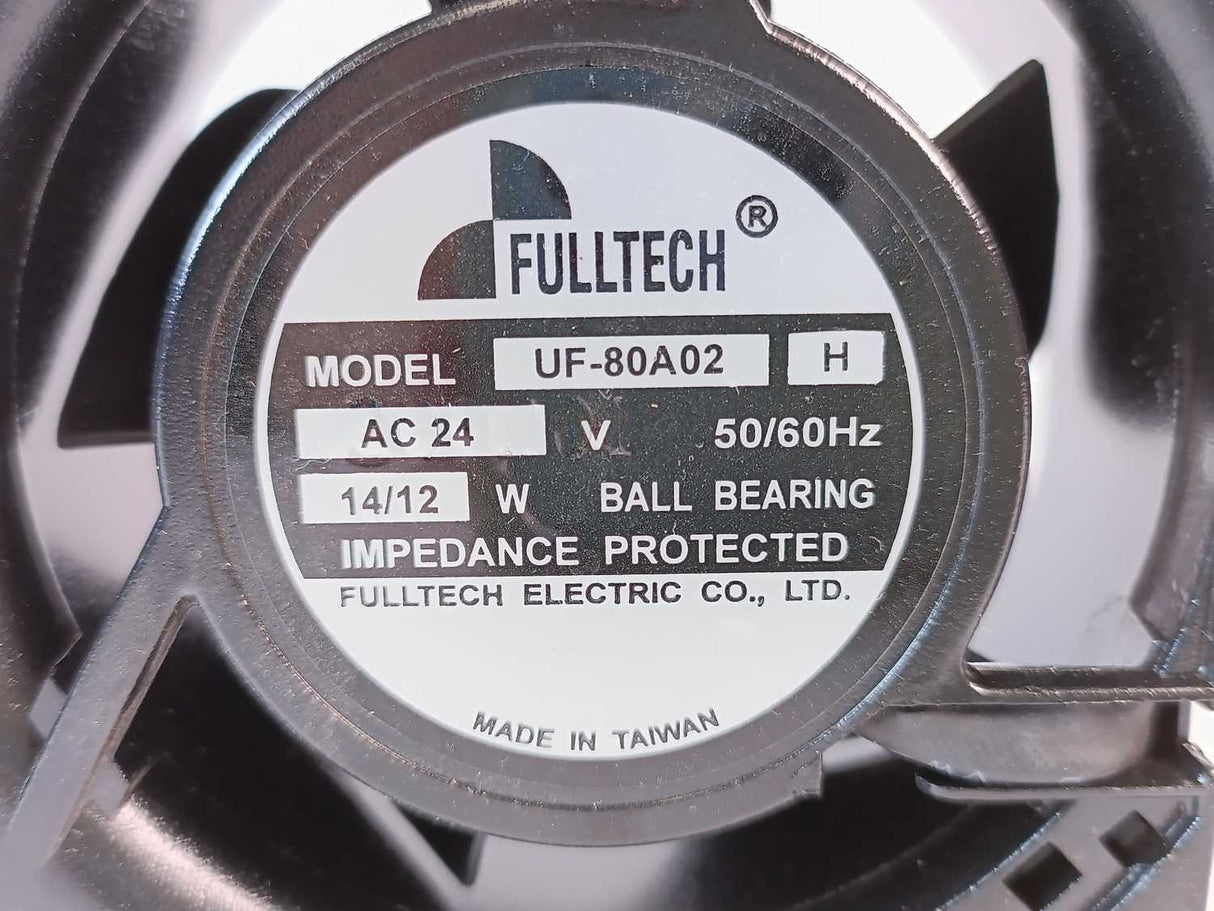 FULLTECH ®
MODEL UF-80A02 H
AC 24 V 50/60Hz
14/12 W BALL BEARING
IMPEDANCE PROTECTED
FULLTECH ELECTRIC CO., LTD.
MADE IN TAIWAN